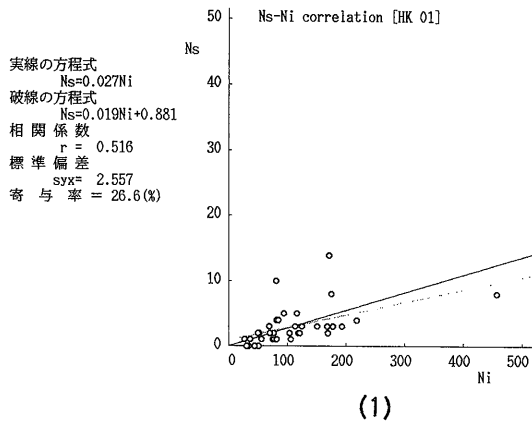 Ns-Ni correlation [HK 01]
Ns
50
40
30
20
10
0
実線の方程式
Ns=0.027Ni
破線の方程式
Ns=0.019Ni+0.881
相 関 係 数
r = 0.516
標 準 偏 差
syx= 2.557
寄 与 率 = 26.6(%)
0 100 200 300 400 500
Ni
(1)